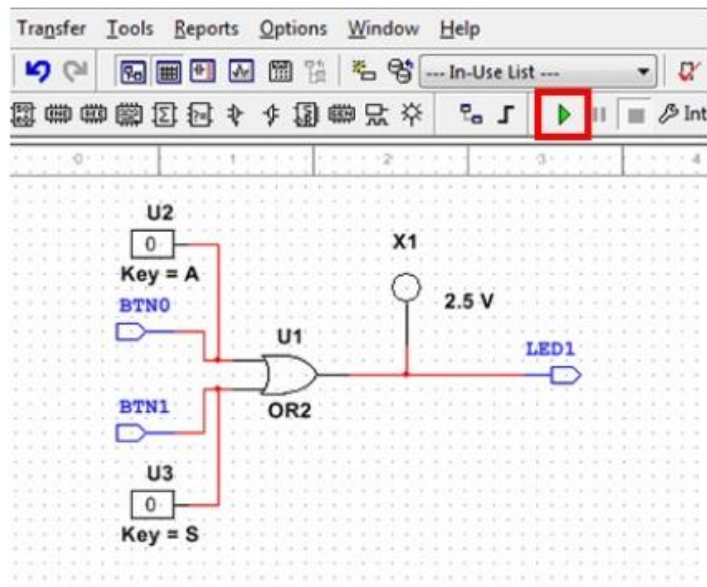 Transfer Tools Reports Options Window Help
--- In-Use List ---
Int
0 1 2 3 4
U2
0
Key = A
X1
2.5 V
BTN0
U1
LED1
BTN1
OR2
U3
0
Key = S